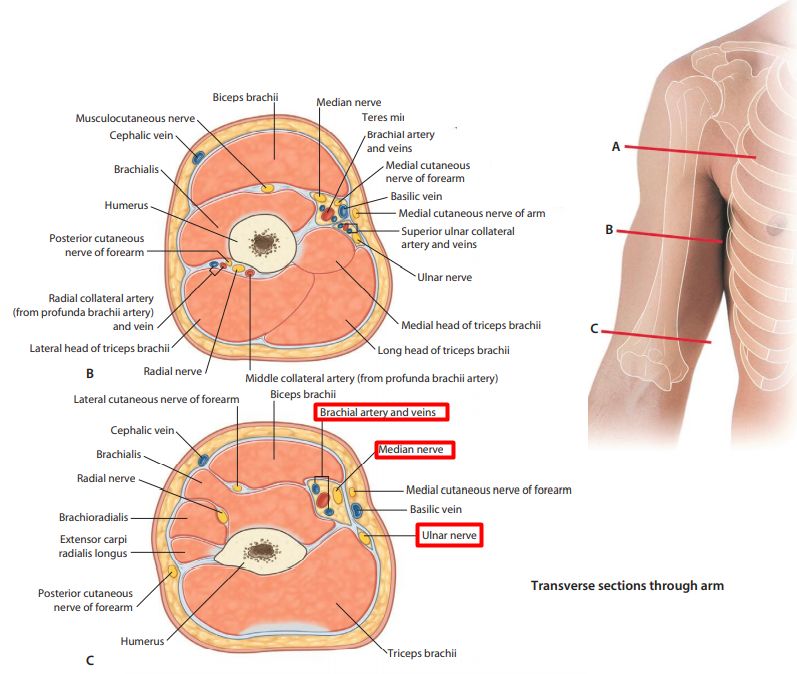 Biceps brachii
Median nerve
Musculocutaneous nerve
Teres mii
Cephalic vein
Brachial artery
and veins
Brachialis
Medial cutaneous
nerve of forearm
Basilic vein
Humerus
Medial cutaneous nerve of arm
Posterior cutaneous
nerve of forearm
Superior ulnar collateral
artery and veins
Ulnar nerve
Radial collateral artery
(from profunda brachii artery)
and vein
Medial head of triceps brachii
Lateral head of triceps brachii
Long head of triceps brachii
Radial nerve
B
Middle collateral artery (from profunda brachii artery)
Lateral cutaneous nerve of forearm
Biceps brachii
Brachial artery and veins
Cephalic vein
Median nerve
Brachialis
Radial nerve
Medial cutaneous nerve of forearm
Basilic vein
Brachioradialis
Ulnar nerve
Extensor carpi
radialis longus
Posterior cutaneous
nerve of forearm
Humerus
Triceps brachii
C
A
B
C
Transverse sections through arm